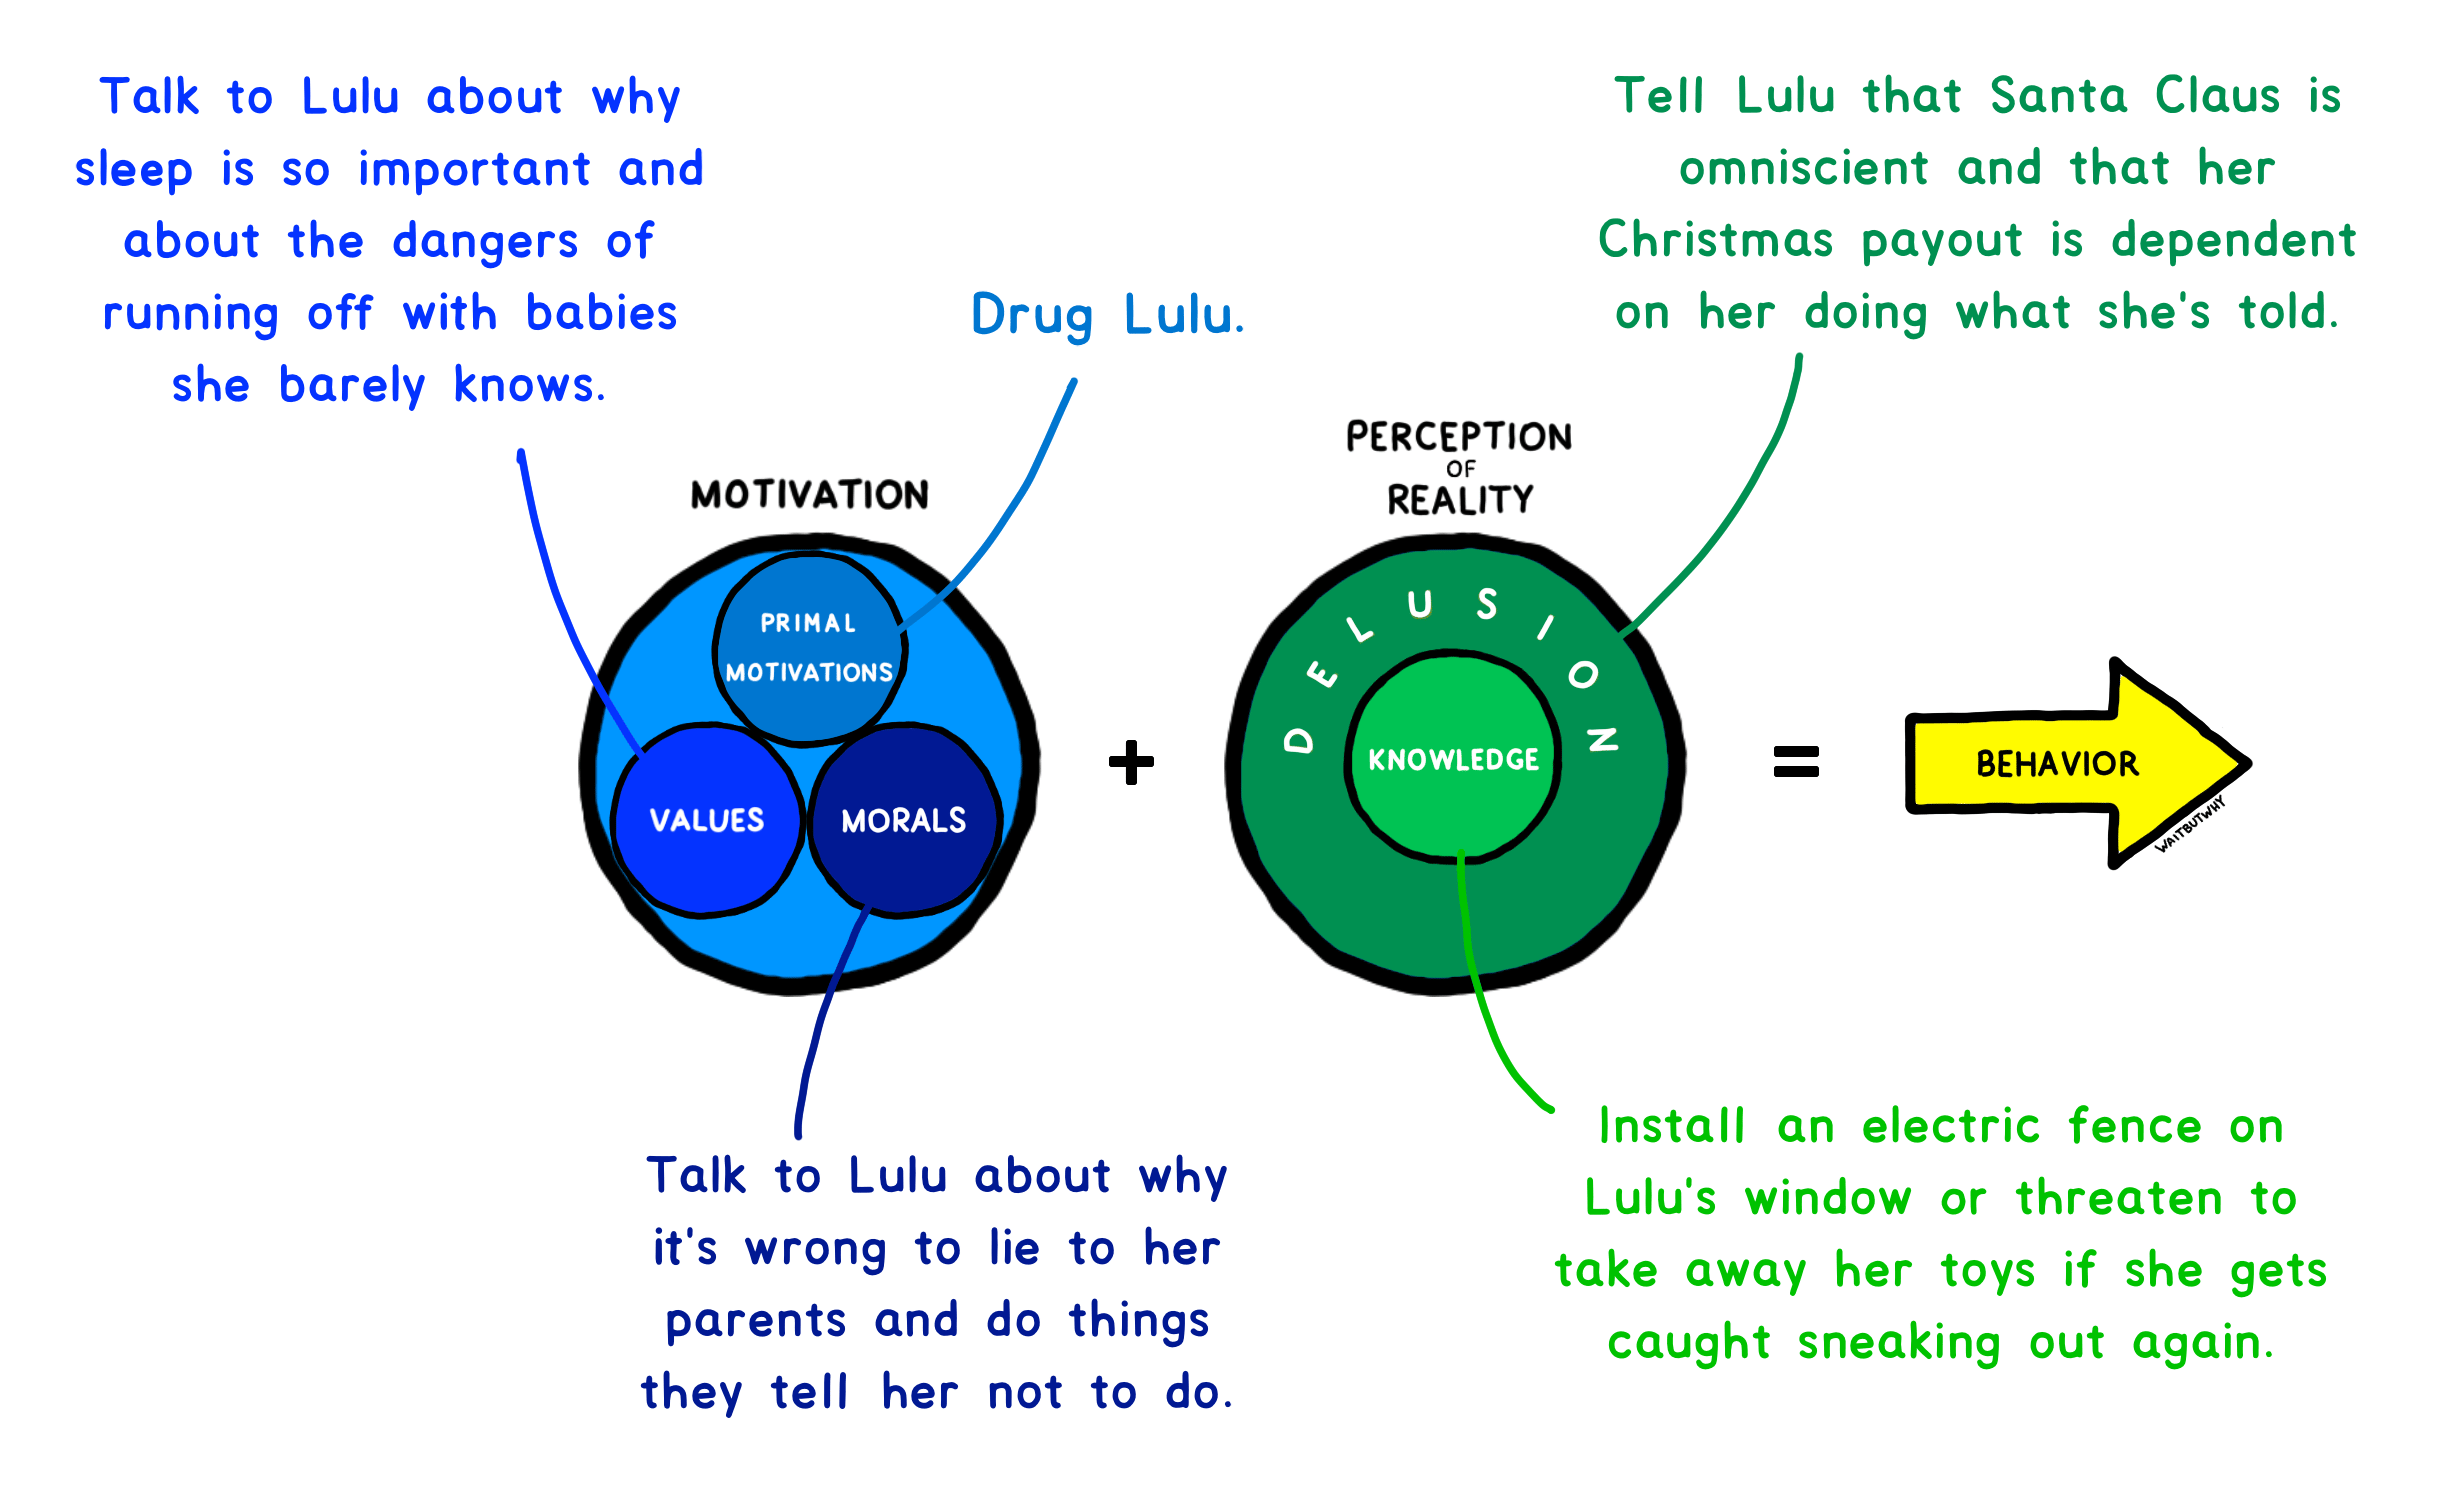 Talk to Lulu about why
sleep is so important and
about the dangers of
running off with babies
she barely knows.
Drug Lulu.
Tell Lulu that Santa Claus is
omniscient and that her
Christmas payout is dependent
on her doing what she's told.
MOTIVATION
PRIMAL
MOTIVATIONS
VALUES
MORALS
+
PERCEPTION
OF
REALITY
DELUSION
KNOWLEDGE
=
BEHAVIOR
WAITBUTWHY
Talk to Lulu about why
it's wrong to lie to her
parents and do things
they tell her not to do.
Install an electric fence on
Lulu's window or threaten to
take away her toys if she gets
caught sneaking out again.